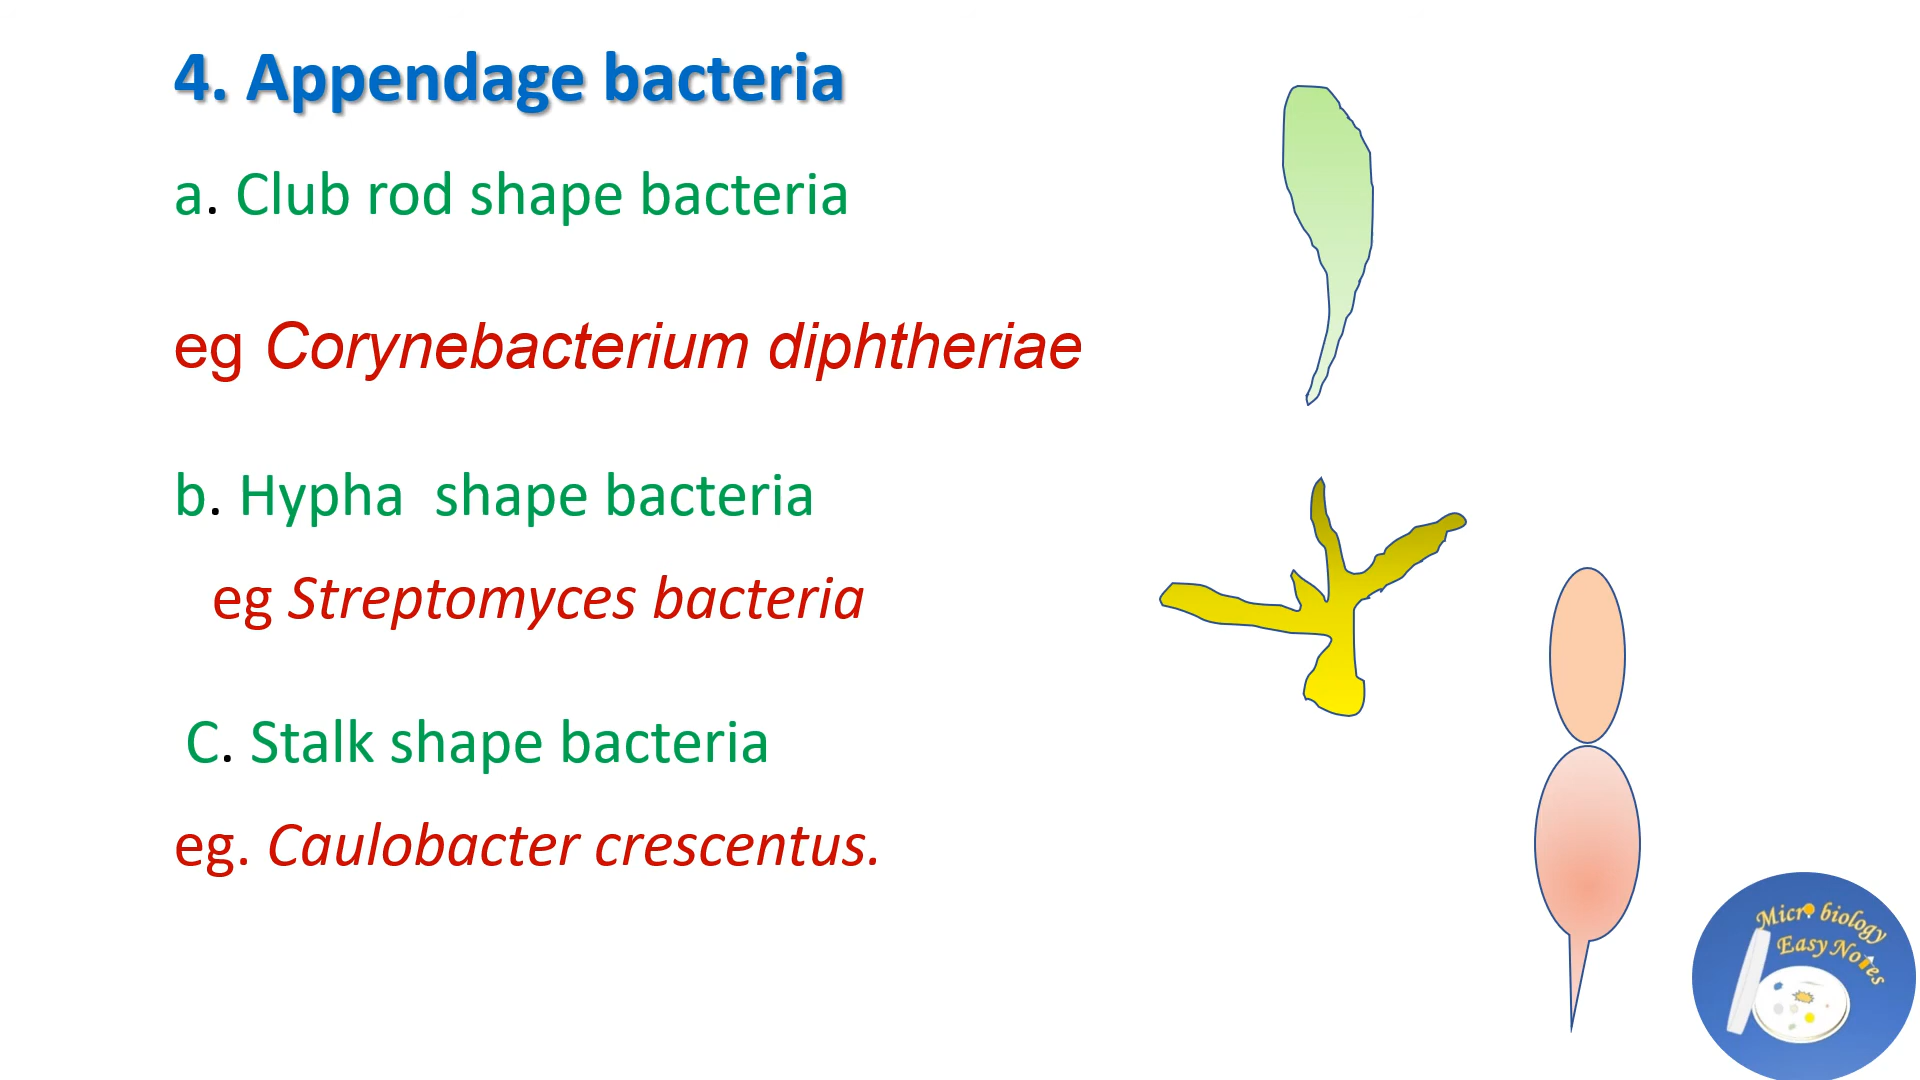 4. Appendage bacteria
a. Club rod shape bacteria
eg Corynebacterium diphtheriae
b. Hypha  shape bacteria
eg Streptomyces bacteria
C. Stalk shape bacteria
eg. Caulobacter crescentus.
Micro biology
Easy Notes